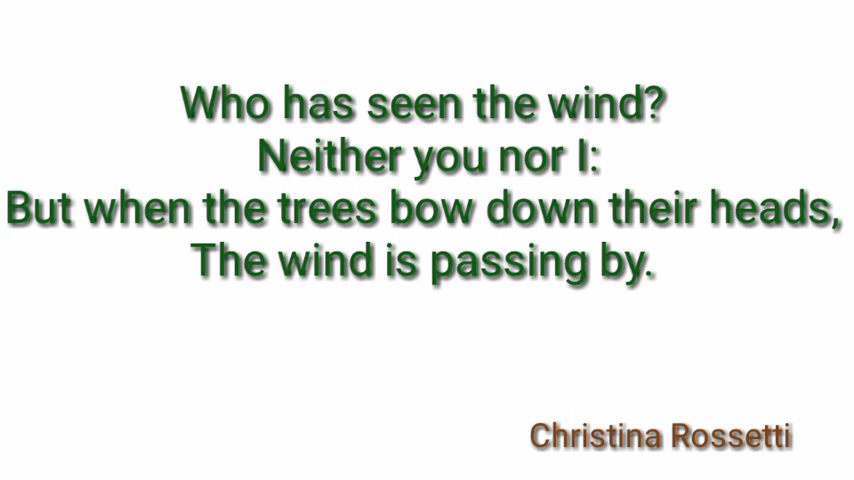 Who has seen the wind?
Neither you nor I:
But when the trees bow down their heads,
The wind is passing by.
Christina Rossetti